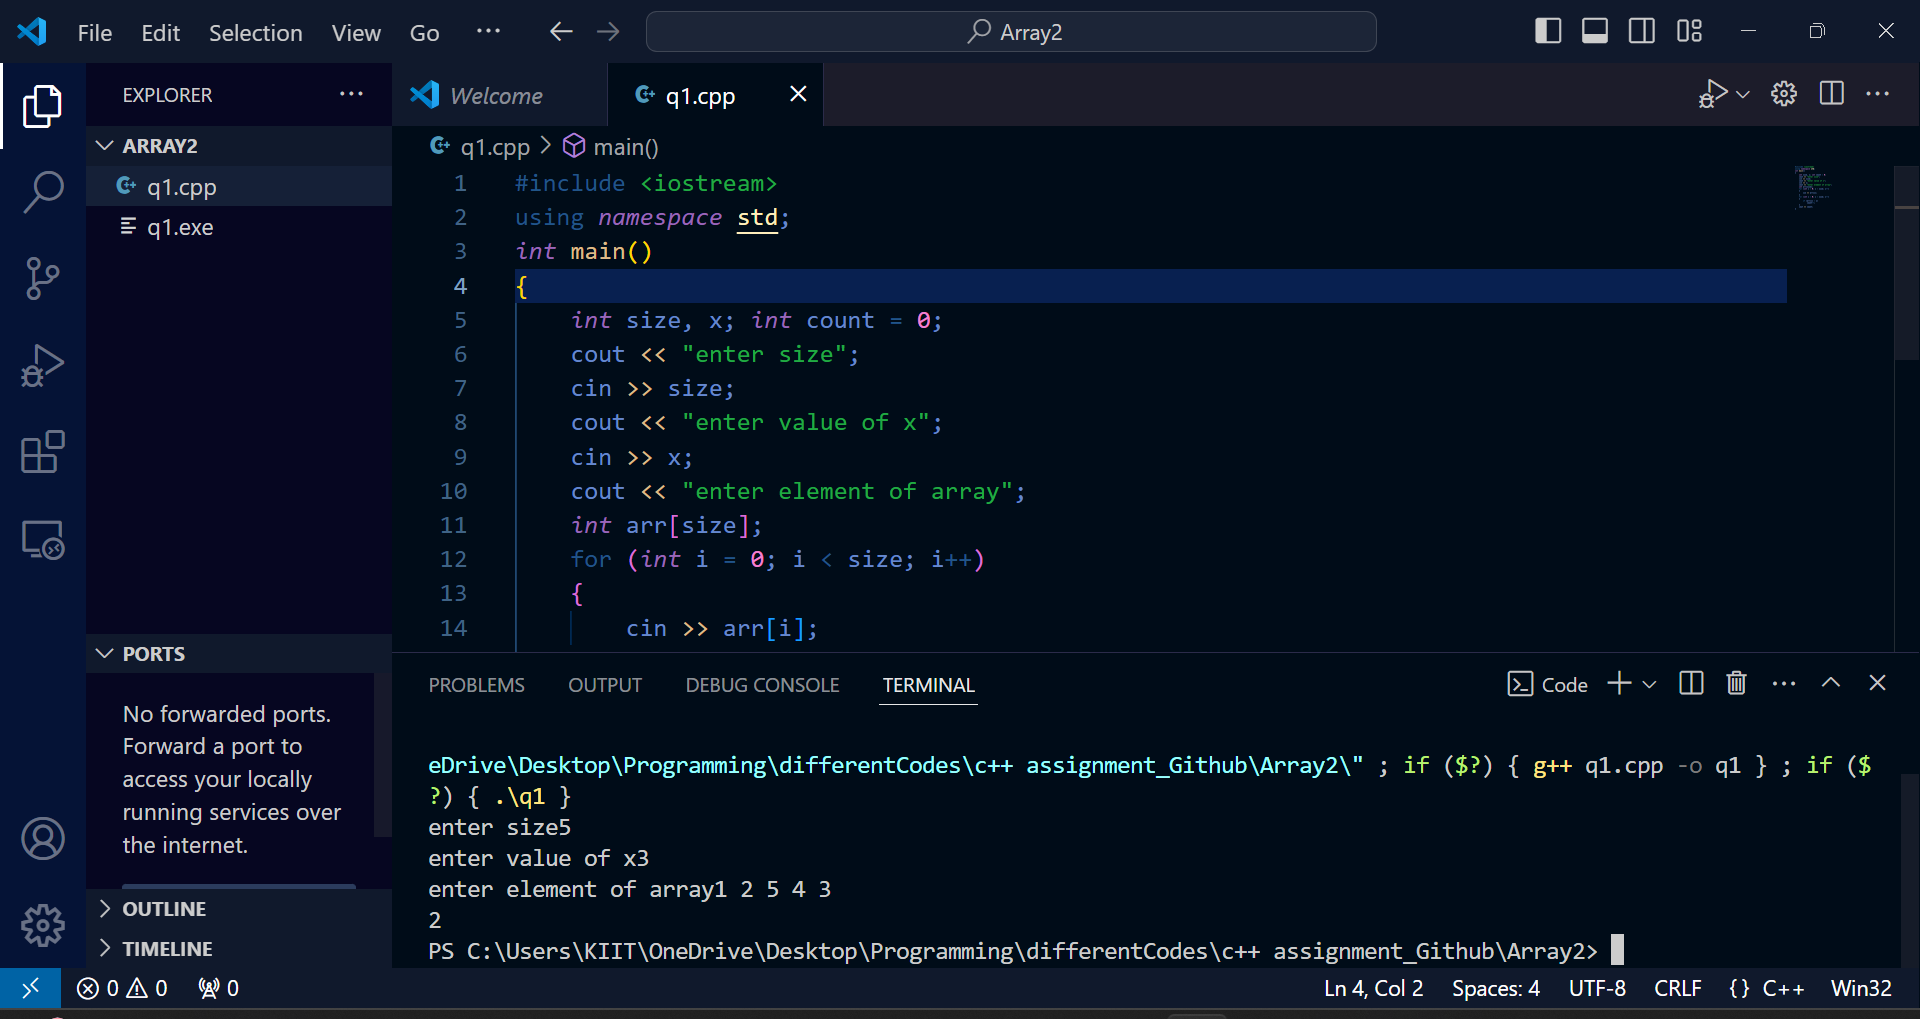 File Edit Selection View Go ··· Array2
EXPLORER ···
ARRAY2
q1.cpp
q1.exe
PORTS
No forwarded ports.
Forward a port to
access your locally
running services over
the internet.
OUTLINE
TIMELINE
Welcome q1.cpp
q1.cpp > main()
1 #include <iostream>
2 using namespace std;
3 int main()
4 {
5 int size, x; int count = 0;
6 cout << "enter size";
7 cin >> size;
8 cout << "enter value of x";
9 cin >> x;
10 cout << "enter element of array";
11 int arr[size];
12 for (int i = 0; i < size; i++)
13 {
14 cin >> arr[i];
PROBLEMS OUTPUT DEBUG CONSOLE TERMINAL Code
eDrive\Desktop\Programming\differentCodes\c++ assignment_Github\Array2\" ; if ($?) { g++ q1.cpp -o q1 } ; if ($
?) { .\q1 }
enter size5
enter value of x3
enter element of array1 2 5 4 3
2
PS C:\Users\KIIT\OneDrive\Desktop\Programming\differentCodes\c++ assignment_Github\Array2>
0 0 0 Ln 4, Col 2 Spaces: 4 UTF-8 CRLF {} C++ Win32